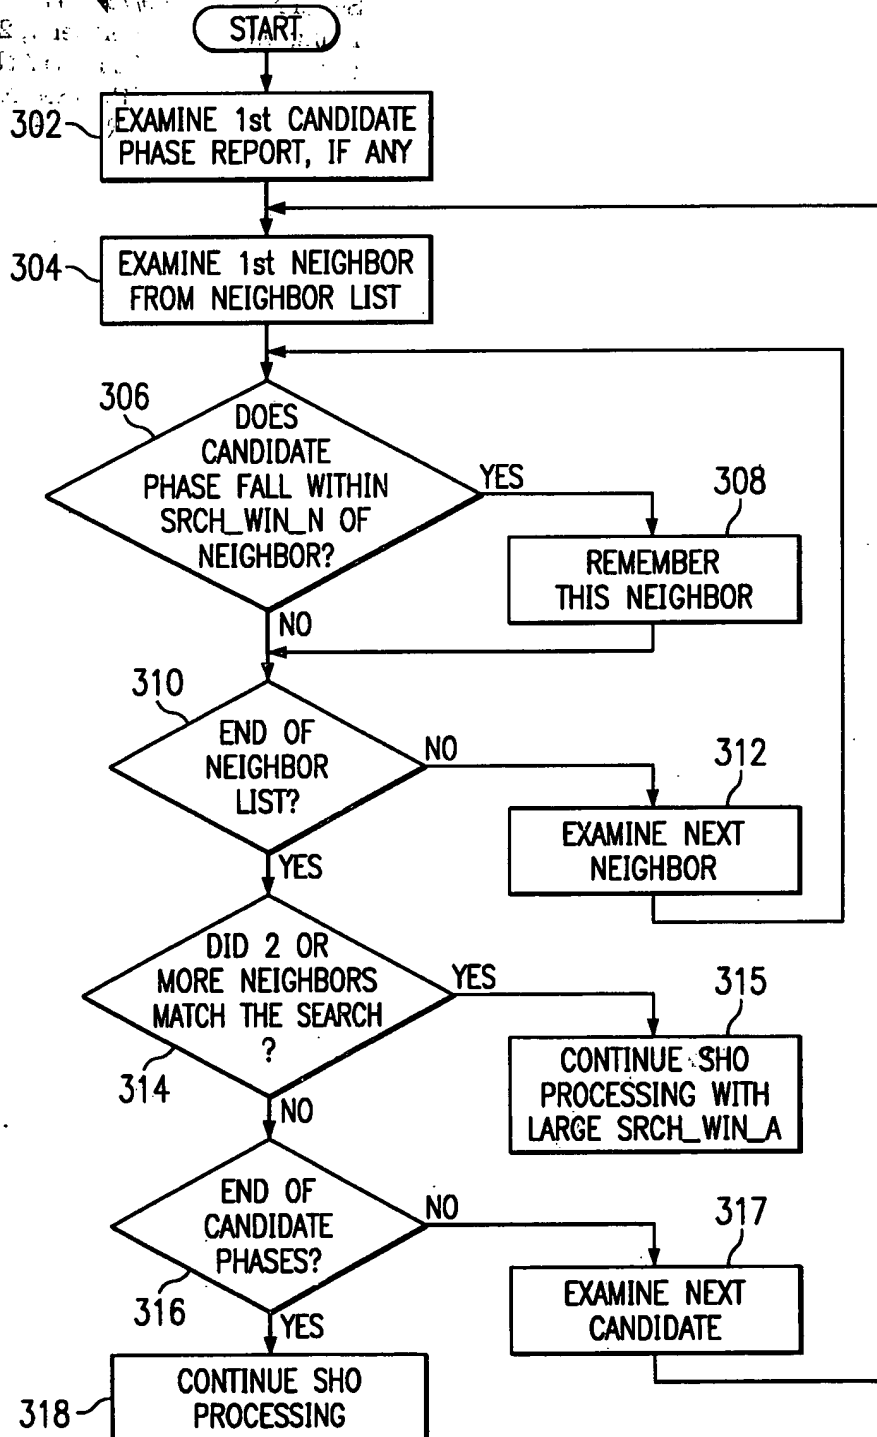 START
302
EXAMINE 1st CANDIDATE
PHASE REPORT, IF ANY
304
EXAMINE 1st NEIGHBOR
FROM NEIGHBOR LIST
306
DOES
CANDIDATE
PHASE FALL WITHIN
SRCH_WIN_N OF
NEIGHBOR?
YES
NO
308
REMEMBER
THIS NEIGHBOR
310
END OF
NEIGHBOR
LIST?
NO
YES
312
EXAMINE NEXT
NEIGHBOR
DID 2 OR
MORE NEIGHBORS
MATCH THE SEARCH
?
314
YES
NO
315
CONTINUE SHO
PROCESSING WITH
LARGE SRCH_WIN_A
END OF
CANDIDATE
PHASES?
316
NO
YES
317
EXAMINE NEXT
CANDIDATE
318
CONTINUE SHO
PROCESSING